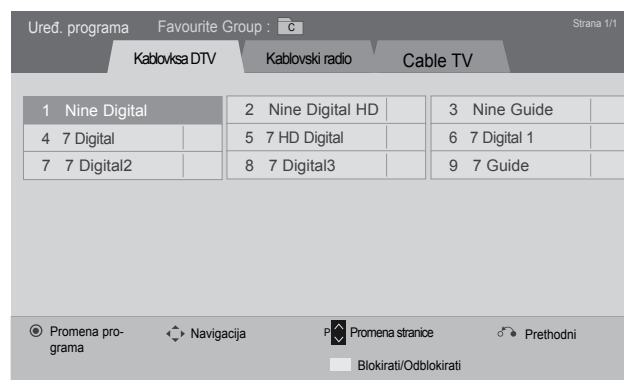 Uređ. programa Favourite Group : C Strana 1/1
Kablovksa DTV Kablovski radio Cable TV
1 Nine Digital 2 Nine Digital HD 3 Nine Guide
4 7 Digital 5 7 HD Digital 6 7 Digital 1
7 7 Digital2 8 7 Digital3 9 7 Guide
Promena pro-
grama
Navigacija
P Promena stranice
Prethodni
Blokirati/Odblokirati